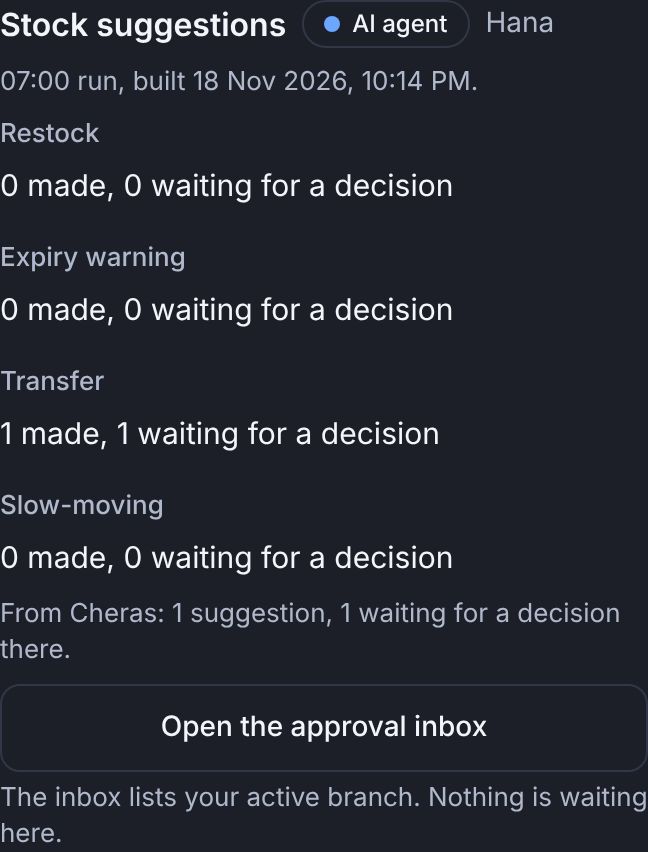 Stock suggestions AI agent Hana
07:00 run, built 18 Nov 2026, 10:14 PM.
Restock
0 made, 0 waiting for a decision
Expiry warning
0 made, 0 waiting for a decision
Transfer
1 made, 1 waiting for a decision
Slow-moving
0 made, 0 waiting for a decision
From Cheras: 1 suggestion, 1 waiting for a decision
there.
Open the approval inbox
The inbox lists your active branch. Nothing is waiting
here.